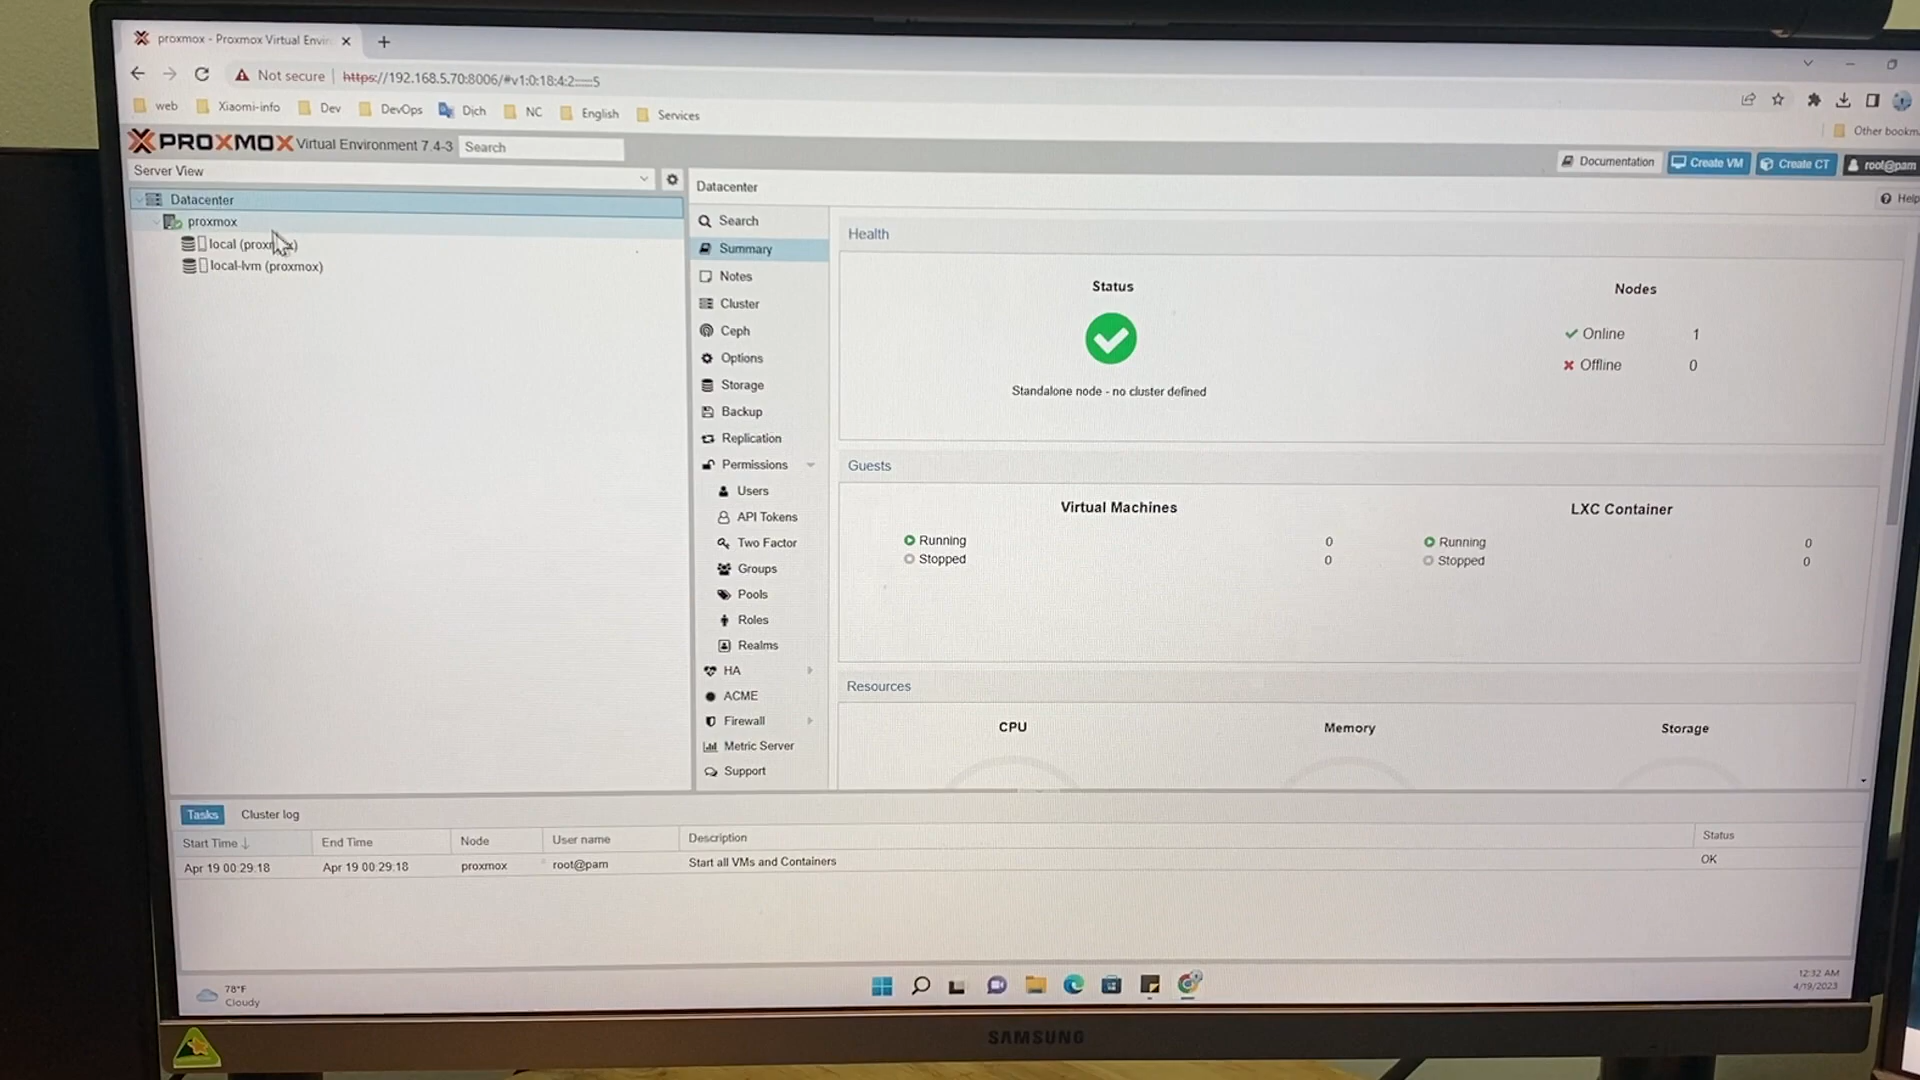 proxmox - Proxmox Virtual Envir
Not secure https://192.168.5.70:8006/#v1:0:18:4:2:::::::5
web Xiaomi-info Dev DevOps Dich NC English Services
Other bookm
PROXMOX Virtual Environment 7.4-3 Search
Documentation Create VM Create CT root@pam
Server View
Datacenter
Help
Datacenter
proxmox
local (proxmox)
local-lvm (proxmox)
Search
Summary
Notes
Cluster
Ceph
Options
Storage
Backup
Replication
Permissions
Users
API Tokens
Two Factor
Groups
Pools
Roles
Realms
HA
ACME
Firewall
Metric Server
Support
Health
Status
Nodes
Online 1
Offline 0
Standalone node - no cluster defined
Guests
Virtual Machines
LXC Container
Running 0
Stopped 0
Running 0
Stopped 0
Resources
CPU
Memory
Storage
Tasks Cluster log
Start Time End Time Node User name Description Status
Apr 19 00:29:18 Apr 19 00:29:18 proxmox root@pam Start all VMs and Containers OK
78°F
Cloudy
12:32 AM
4/19/2023
SAMSUNG